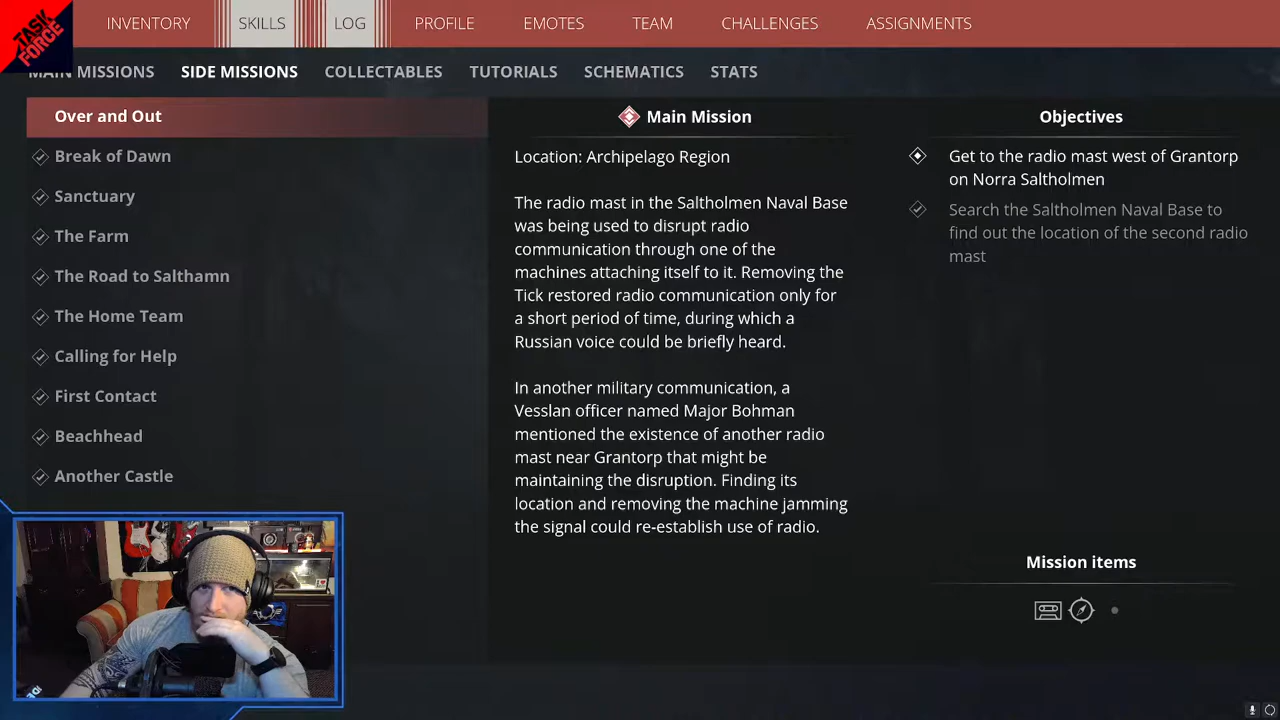 TASK
FORCE
INVENTORY
SKILLS
LOG
PROFILE
EMOTES
TEAM
CHALLENGES
ASSIGNMENTS
MAIN MISSIONS
SIDE MISSIONS
COLLECTABLES
TUTORIALS
SCHEMATICS
STATS
Over and Out
Break of Dawn
Sanctuary
The Farm
The Road to Salthamn
The Home Team
Calling for Help
First Contact
Beachhead
Another Castle
Main Mission
Location: Archipelago Region
The radio mast in the Saltholmen Naval Base
was being used to disrupt radio
communication through one of the
machines attaching itself to it. Removing the
Tick restored radio communication only for
a short period of time, during which a
Russian voice could be briefly heard.
In another military communication, a
Vesslan officer named Major Bohman
mentioned the existence of another radio
mast near Grantorp that might be
maintaining the disruption. Finding its
location and removing the machine jamming
the signal could re-establish use of radio.
Objectives
Get to the radio mast west of Grantorp
on Norra Saltholmen
Search the Saltholmen Naval Base to
find out the location of the second radio
mast
Mission items